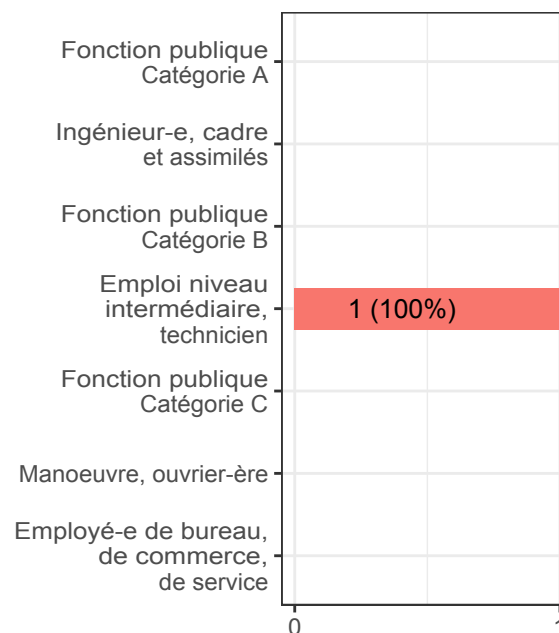 Fonction publique
Catégorie A
Ingénieur-e, cadre
et assimilés
Fonction publique
Catégorie B
Emploi niveau
intermédiaire,
technicien
1 (100%)
Fonction publique
Catégorie C
Manoeuvre, ouvrier-ère
Employé-e de bureau,
de commerce,
de service
0